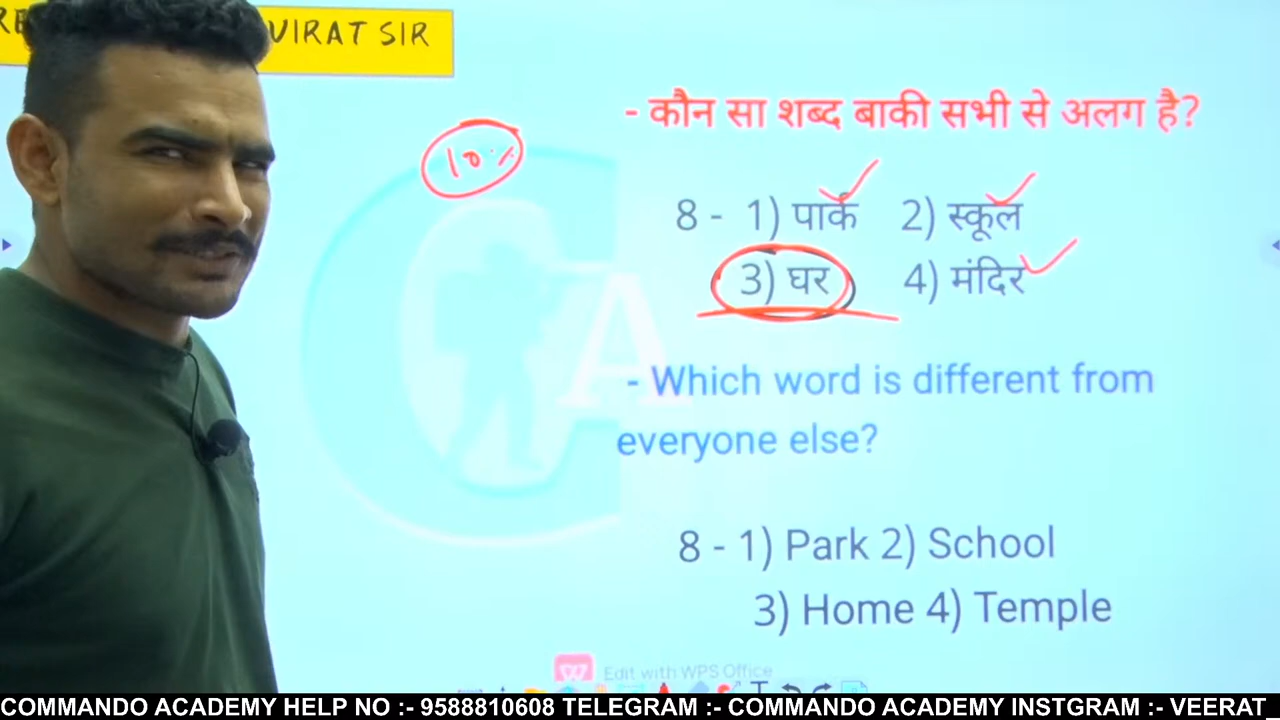 VIRAT SIR
10%
- कौन सा शब्द बाकी सभी से अलग है?
8 - 1) पार्क 2) स्कूल
3) घर 4) मंदिर
A
- Which word is different from
everyone else?
8 - 1) Park 2) School
3) Home 4) Temple
Edit with WPS Office
COMMANDO ACADEMY HELP NO :- 9588810608 TELEGRAM :- COMMANDO ACADEMY INSTGRAM :- VEERAT